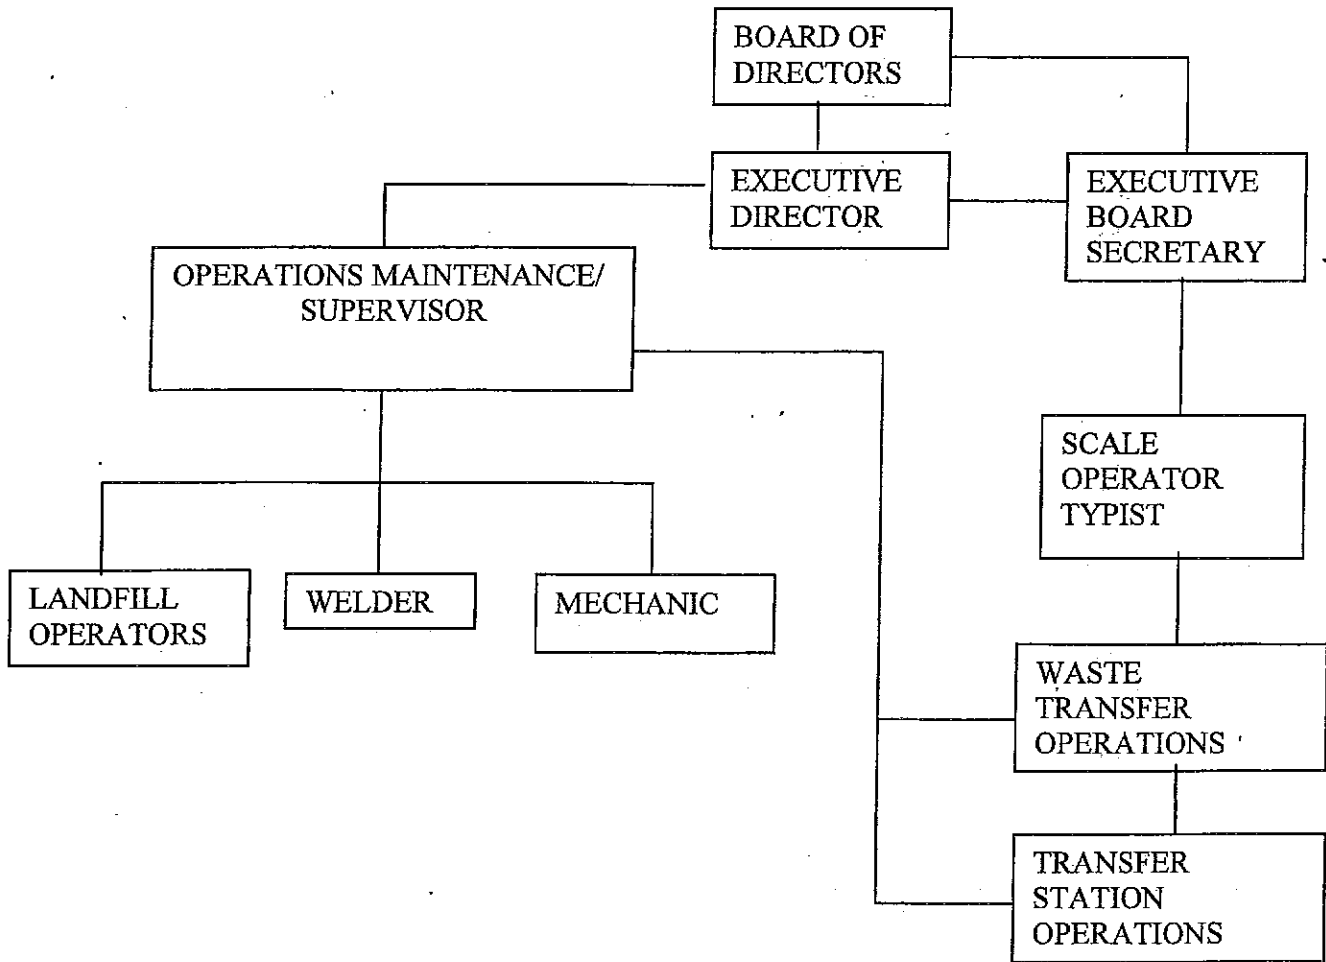 BOARD OF
DIRECTORS
EXECUTIVE
DIRECTOR
EXECUTIVE
BOARD
SECRETARY
OPERATIONS MAINTENANCE/
SUPERVISOR
SCALE
OPERATOR
TYPIST
LANDFILL
OPERATORS
WELDER
MECHANIC
WASTE
TRANSFER
OPERATIONS
TRANSFER
STATION
OPERATIONS